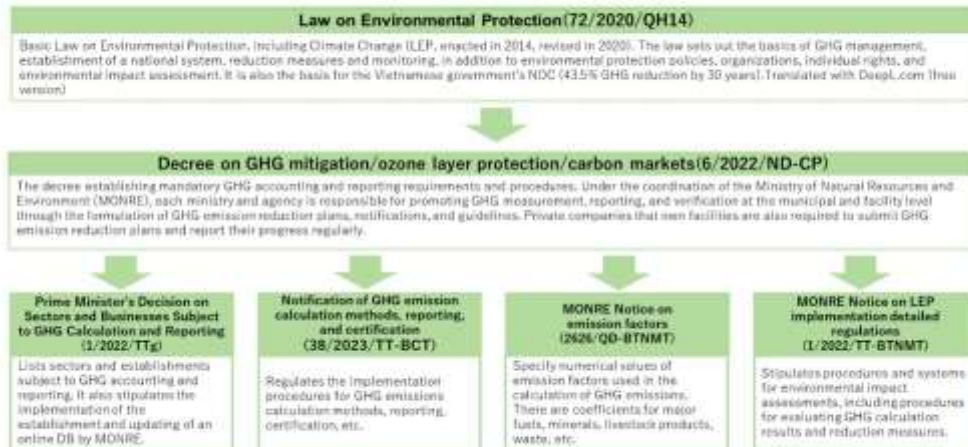 Law on Environmental Protection(72/2020/QH14)
Basic Law on Environmental Protection, Including Climate Change (LEP, enacted in 2014, revised in 2020). The law sets out the basics of GHG management,
establishment of a national system, reduction measures and monitoring, in addition to environmental protection policies, organizations, individual rights, and
environmental impact assessment. It is also the basis for the Vietnamese government's NDC (43.5% GHG reduction by 30 years).Translated with DeepL.com (free
version)
Decree on GHG mitigation/ozone layer protection/carbon markets(6/2022/ND-CP)
The decree establishing mandatory GHG accounting and reporting requirements and procedures. Under the coordination of the Ministry of Natural Resources and
Environment (MONRE), each ministry and agency is responsible for promoting GHG measurement, reporting, and verification at the municipal and facility level
through the formulation of GHG emission reduction plans, notifications, and guidelines. Private companies that own facilities are also required to submit GHG
emission reduction plans and report their progress regularly.
Prime Minister's Decision on
Sectors and Businesses Subject
to GHG Calculation and Reporting
(1/2022/TTg)
Lists sectors and establishments
subject to GHG accounting and
reporting. It also stipulates the
implementation of the
establishment and updating of an
online DB by MONRE.
Notification of GHG emission
calculation methods, reporting,
and certification
(38/2023/TT-BCT)
Regulates the implementation
procedures for GHG emissions
calculation methods, reporting,
certification, etc.
MONRE Notice on
emission factors
(2626/QD-BTNMT)
Specify numerical values of
emission factors used in the
calculation of GHG emissions.
There are coefficients for major
fuels, minerals, livestock products,
waste, etc.
MONRE Notice on LEP
implementation detailed
regulations
(1/2022/TT-BTNMT)
Stipulates procedures and systems
for environmental impact
assessments, including procedures
for evaluating GHG calculation
results and reduction measures.